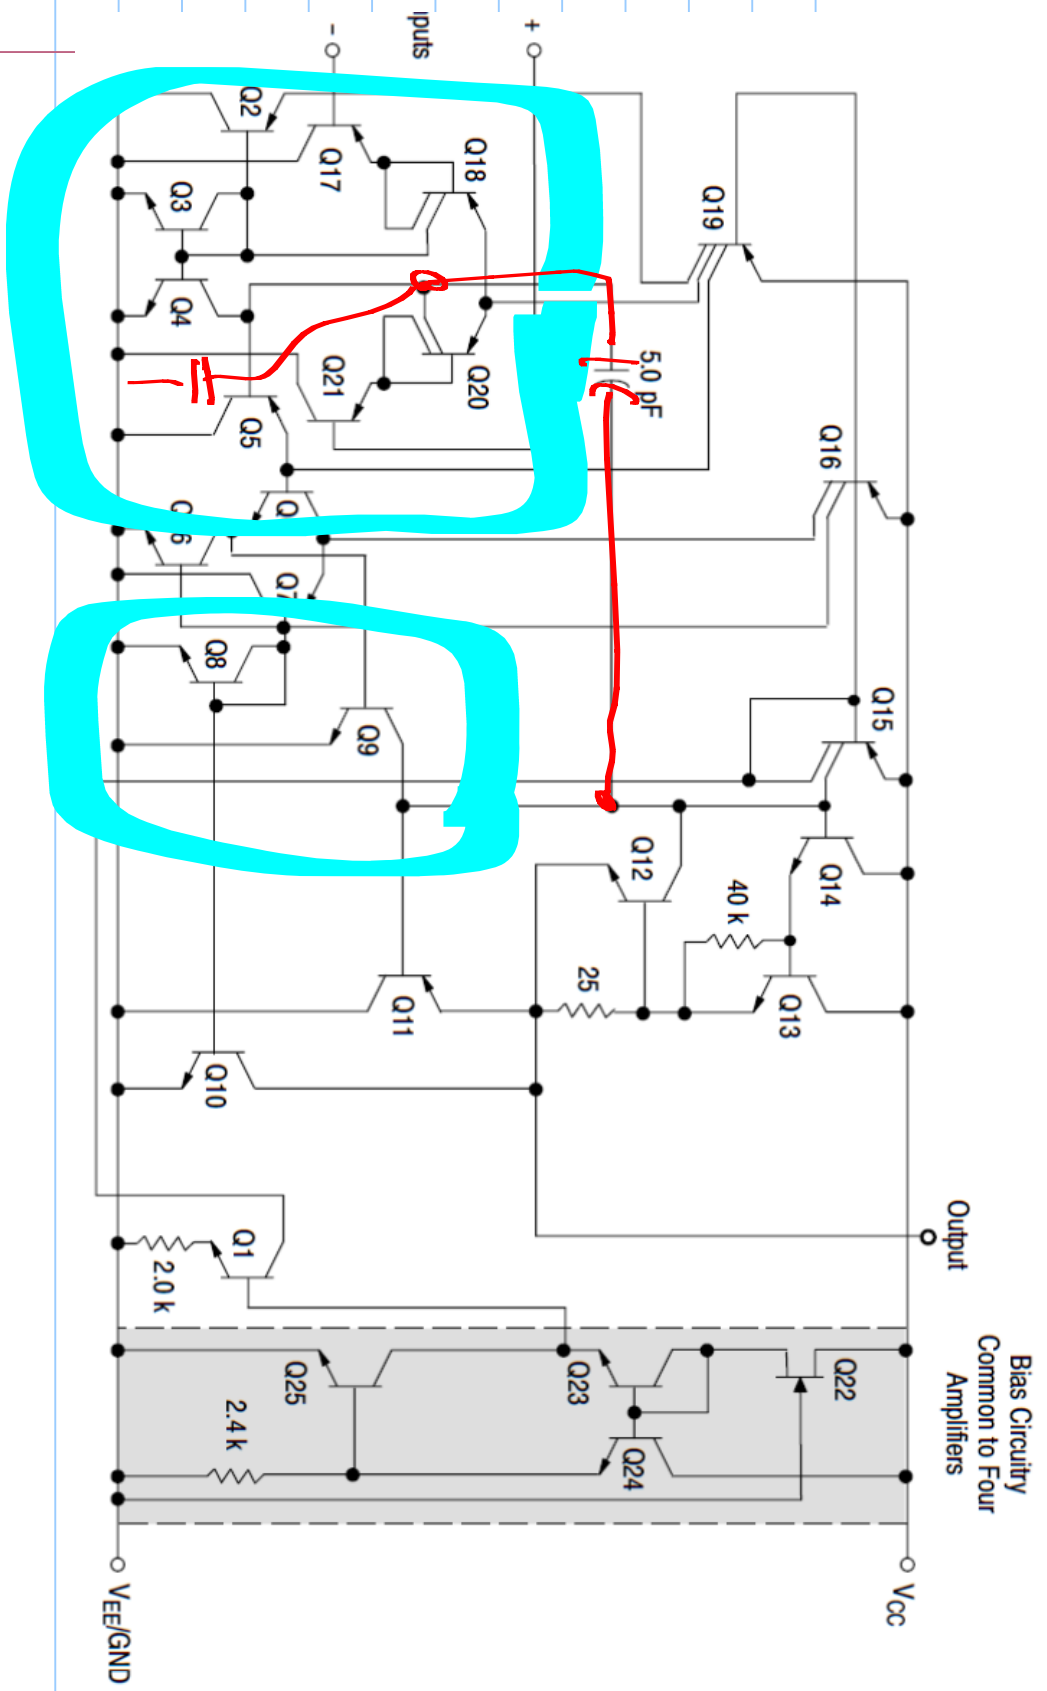 Bias Circuitry
Common to Four
Amplifiers
Output
VCC
VEE/GND
nputs
-
+
Q2
Q3
Q4
Q5
Q17
Q18
Q19
Q20
Q21
5.0 pF
Q16
Q15
Q7
Q8
Q9
Q12
Q14
Q13
40 k
25
Q11
Q10
Q1
2.0 k
Q22
Q23
Q24
Q25
2.4 k